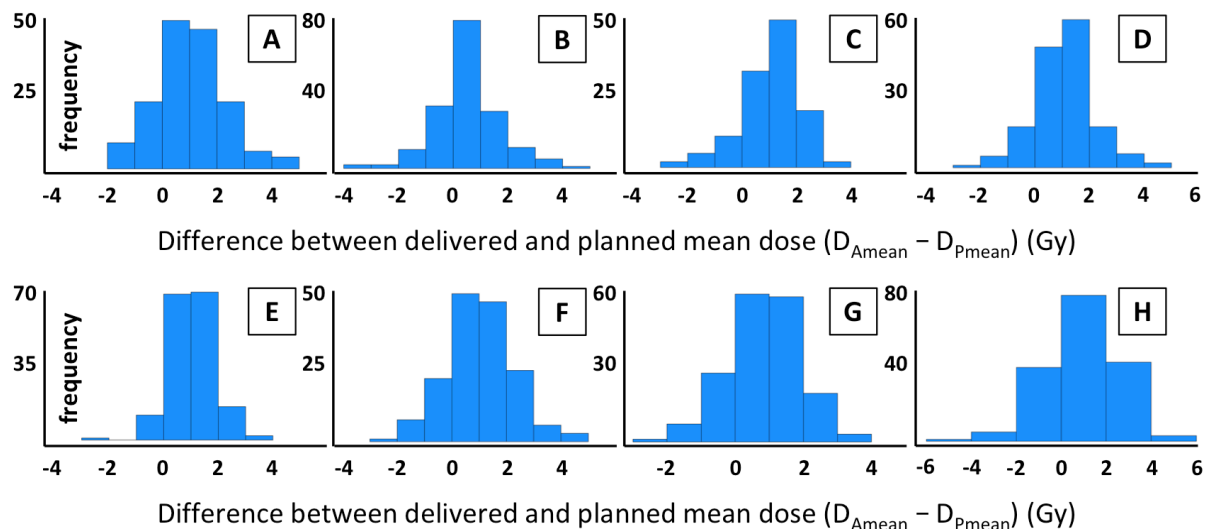 50 A 80 B 50 C 60 D
25 40 25 30
frequency
-4 -2 0 2 4 -4 -2 0 2 4 -4 -2 0 2 4 -4 -2 0 2 4 6
Difference between delivered and planned mean dose (D_Amean − D_Pmean) (Gy)
70 E 50 F 60 G 80 H
35 25 30 40
frequency
-4 -2 0 2 4 -4 -2 0 2 4 -2 0 2 4 -6 -4 -2 0 2 4 6
Difference between delivered and planned mean dose (D_Amean − D_Pmean) (Gy)